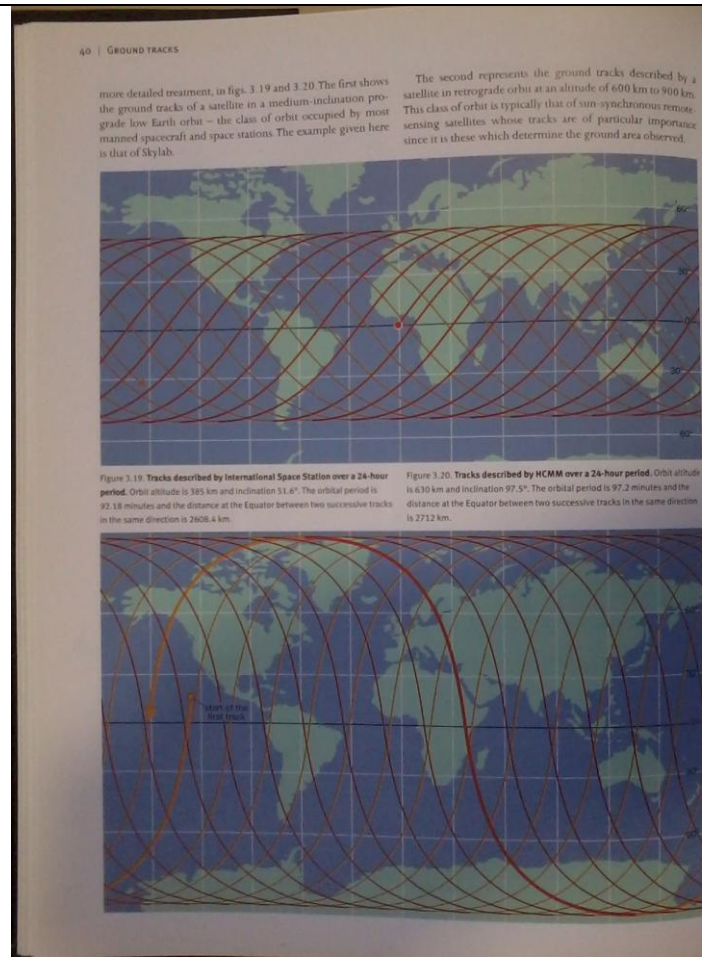 40 | GROUND TRACKS
more detailed treatment, in figs. 3.19 and 3.20. The first shows
the ground tracks of a satellite in a medium-inclination pro-
grade low Earth orbit – the class of orbit occupied by most
manned spacecraft and space stations. The example given here
is that of Skylab.
The second represents the ground tracks described by a
satellite in retrograde orbit at an altitude of 600 km to 900 km.
This class of orbit is typically that of sun-synchronous remote-
sensing satellites whose tracks are of particular importance
since it is these which determine the ground area observed.
60°
30°
0°
30°
60°
Figure 3.19. Tracks described by International Space Station over a 24-hour
period. Orbit altitude is 385 km and inclination 51.6°. The orbital period is
92.18 minutes and the distance at the Equator between two successive tracks
in the same direction is 2608.4 km.
Figure 3.20. Tracks described by HCMM over a 24-hour period. Orbit altitude
is 630 km and inclination 97.5°. The orbital period is 97.2 minutes and the
distance at the Equator between two successive tracks in the same direction
is 2712 km.
start of the
first track